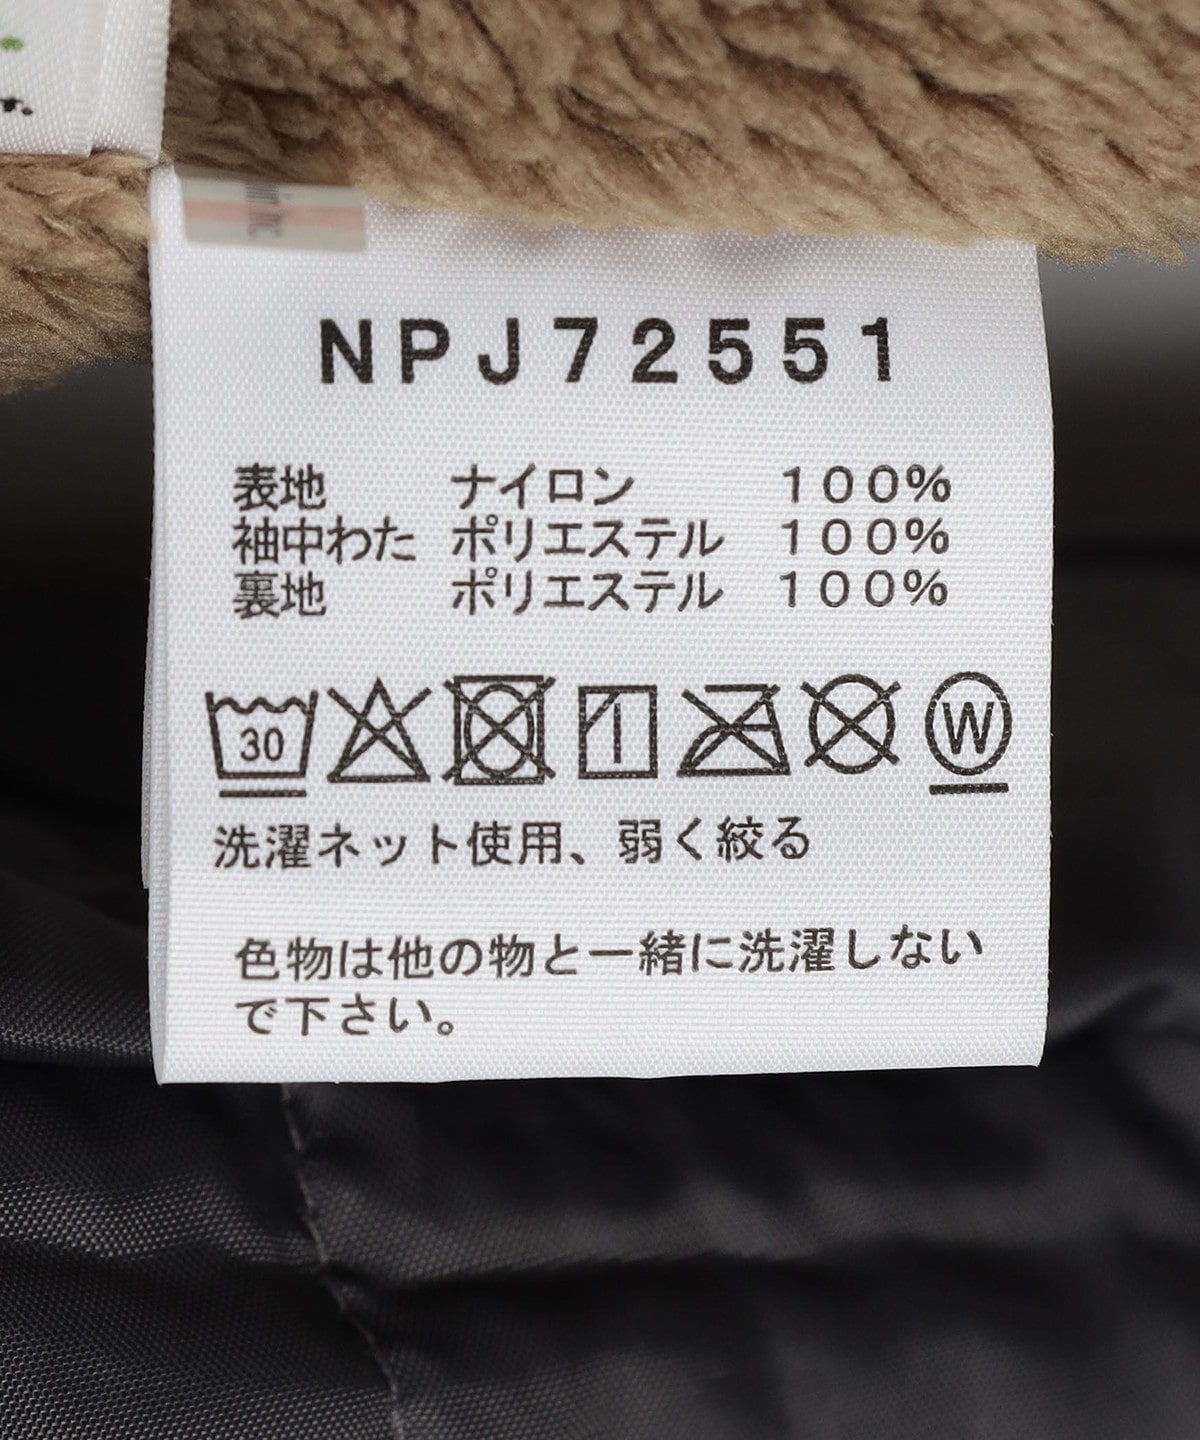 NPJ72551
表地 ナイロン 100%
袖中わた ポリエステル 100%
裏地 ポリエステル 100%
30 W
洗濯ネット使用、弱く絞る
色物は他の物と一緒に洗濯しない
で下さい。